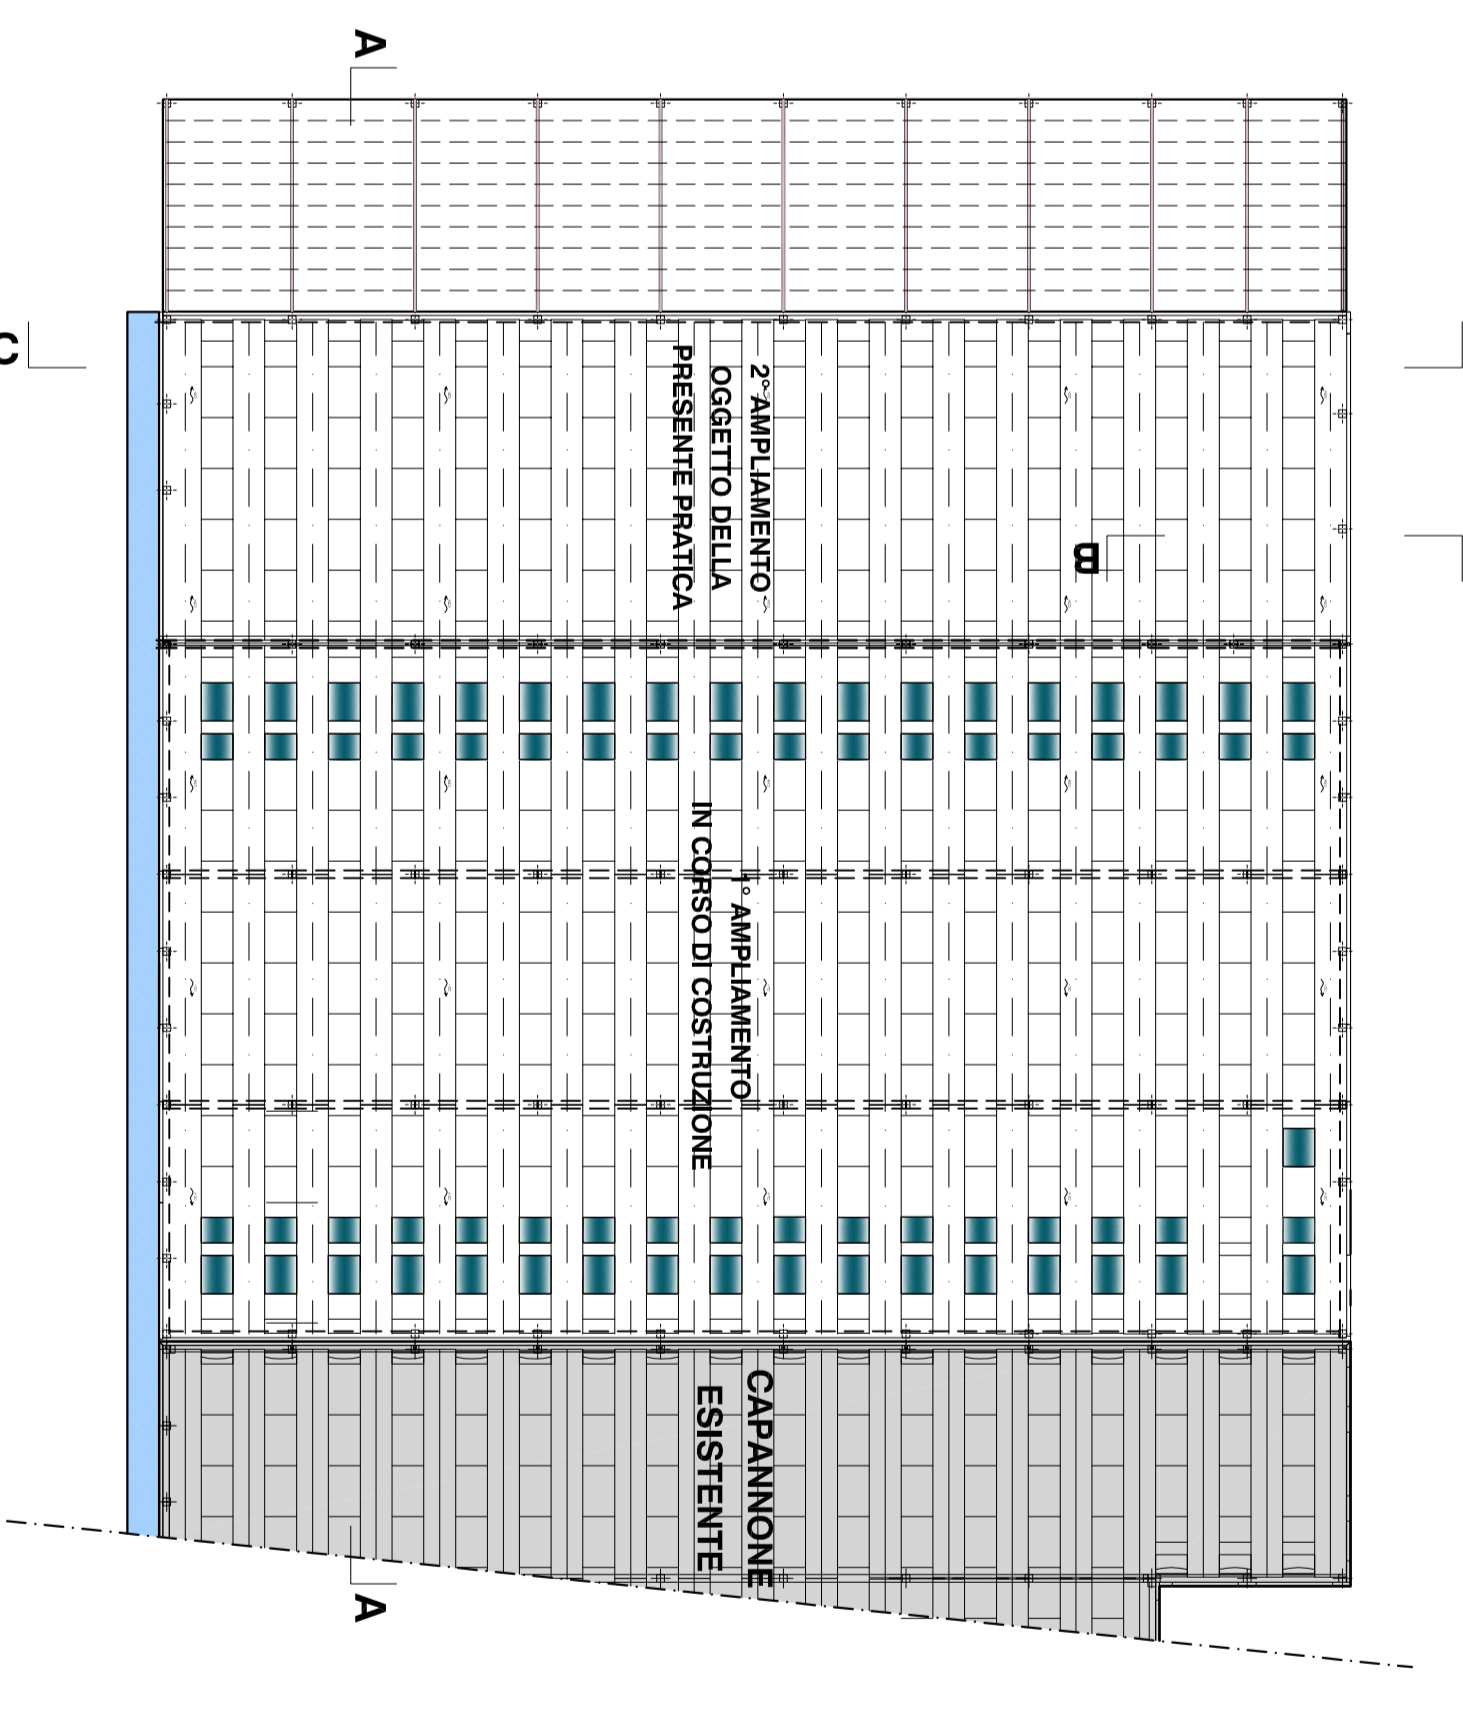 A
C
2° AMPLIAMENTO
OGGETTO DELLA
PRESENTE PRATICA
B
1° AMPLIAMENTO
IN CORSO DI COSTRUZIONE
CAPANNONE
ESISTENTE
A